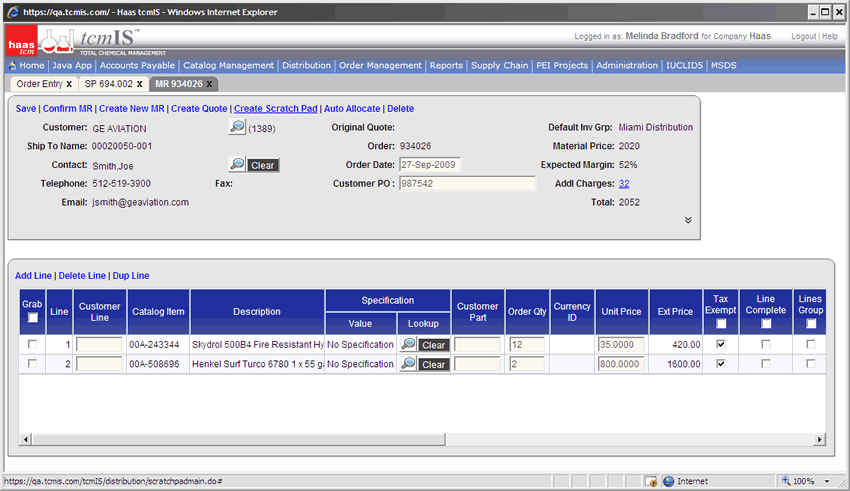 https://qa.tcmis.com/ - Haas tcmIS - Windows Internet Explorer
haas tcm
tcmIS™
TOTAL CHEMICAL MANAGEMENT
Logged in as: Melinda Bradford for Company Haas
Logout | Help
Home | Java App | Accounts Payable | Catalog Management | Distribution | Order Management | Reports | Supply Chain | PEI Projects | Administration | IUCLID5 | MSDS
Order Entry X SP 694.002 X MR 934026 X
Save | Confirm MR | Create New MR | Create Quote | Create Scratch Pad | Auto Allocate | Delete
Customer: GE AVIATION (1389) Original Quote: Default Inv Grp: Miami Distribution
Ship To Name: 00020050-001 Order: 934026 Material Price: 2020
Contact: Smith,Joe Clear Order Date: 27-Sep-2009 Expected Margin: 52%
Telephone: 512-519-3900 Fax: Customer PO : 987542 Addl Charges: 32
Email: jsmith@geaviation.com Total: 2052
Add Line | Delete Line | Dup Line
Grab Line Customer Line Catalog Item Description Specification Value Lookup Customer Part Order Qty Currency ID Unit Price Ext Price Tax Exempt Line Complete Lines Group
1 00A-243344 Skydrol 500B4 Fire Resistant Hy No Specification Clear 12 35.0000 420.00
2 00A-508696 Henkel Surf Turco 6780 1 x 55 ga No Specification Clear 2 800.0000 1600.00
https://qa.tcmis.com/tcmIS/distribution/scratchpadmain.do#
Internet
100%